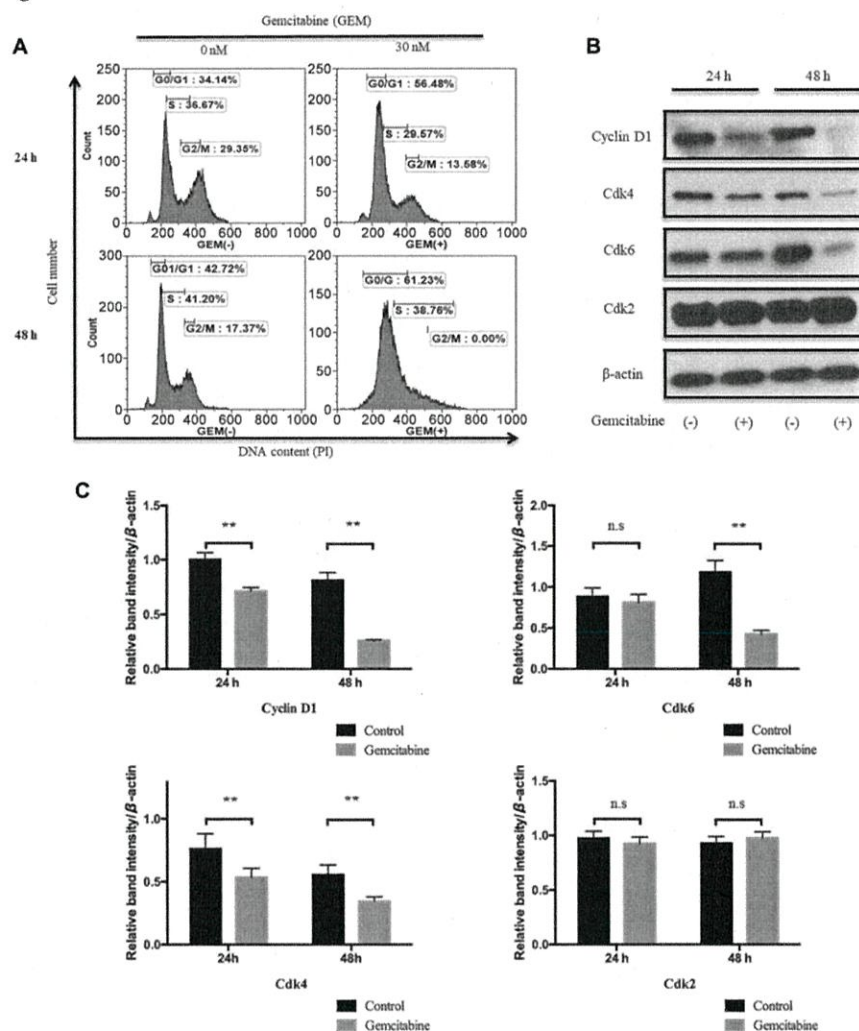 Gemcitabine (GEM)
0 nM 30 nM
A
24 h
48 h
Cell number
250
200
150
100
50
0
Count
G0/G1 : 34.14%
S : 36.67%
G2/M : 29.35%
0 200 400 600 800 1000
GEM(-)
250
200
150
100
50
0
G0/G1 : 56.48%
S : 29.57%
G2/M : 13.58%
0 200 400 600 800 1000
GEM(+)
300
200
100
0
Count
G01/G1 : 42.72%
S : 41.20%
G2/M : 17.37%
0 200 400 600 800 1000
GEM(-)
200
150
100
50
0
G0/G : 61.23%
S : 38.76%
G2/M : 0.00%
0 200 400 600 800 1000
GEM(+)
DNA content (PI)
B
24 h 48 h
Cyclin D1
Cdk4
Cdk6
Cdk2
β-actin
Gemcitabine (-) (+) (-) (+)
C
Relative band intensity/β-actin
1.5
1.0
0.5
0.0
** **
24 h 48 h
Cyclin D1
Control
Gemcitabine
Relative band intensity/β-actin
2.0
1.5
1.0
0.5
0.0
n.s **
24 h 48 h
Cdk6
Control
Gemcitabine
Relative band intensity/β-actin
1.0
0.5
0.0
** **
24h 48h
Cdk4
Control
Gemcitabine
Relative band intensity/β-actin
1.5
1.0
0.5
0.0
n.s n.s
24 h 48 h
Cdk2
Control
Gemcitabine